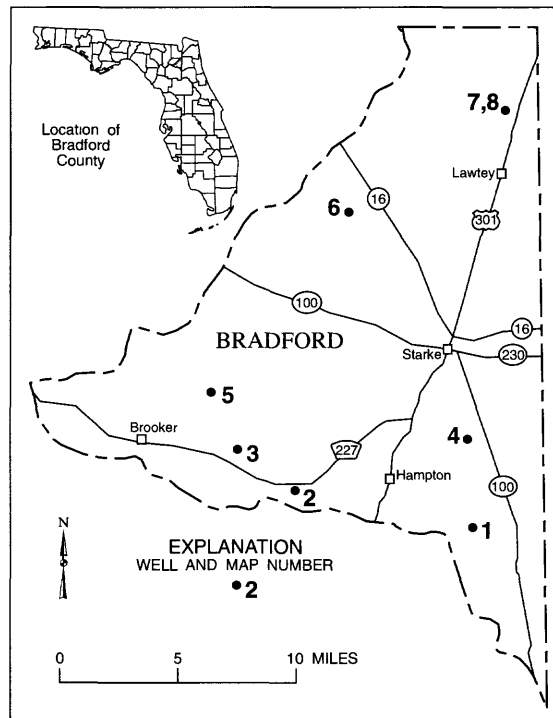 Location of
Bradford
County
7,8
Lawtey
6
16
301
100
BRADFORD
16
Starke
230
5
Brooker
3
227
4
Hampton
2
100
1
N
EXPLANATION
WELL AND MAP NUMBER
2
0 5 10 MILES